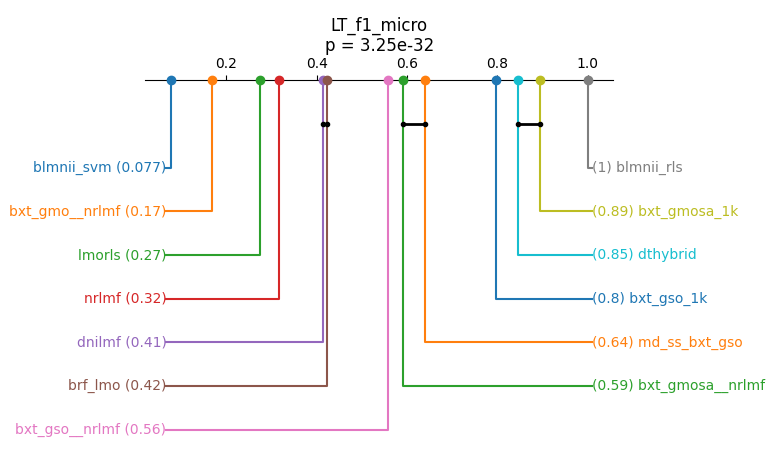 LT_f1_micro
p = 3.25e-32
0.2 0.4 0.6 0.8 1.0
blmnii_svm (0.077)
(1) blmnii_rls
bxt_gmo__nrlmf (0.17)
(0.89) bxt_gmosa_1k
lmorls (0.27)
(0.85) dthybrid
nrlmf (0.32)
(0.8) bxt_gso_1k
dnilmf (0.41)
(0.64) md_ss_bxt_gso
brf_lmo (0.42)
(0.59) bxt_gmosa__nrlmf
bxt_gso__nrlmf (0.56)